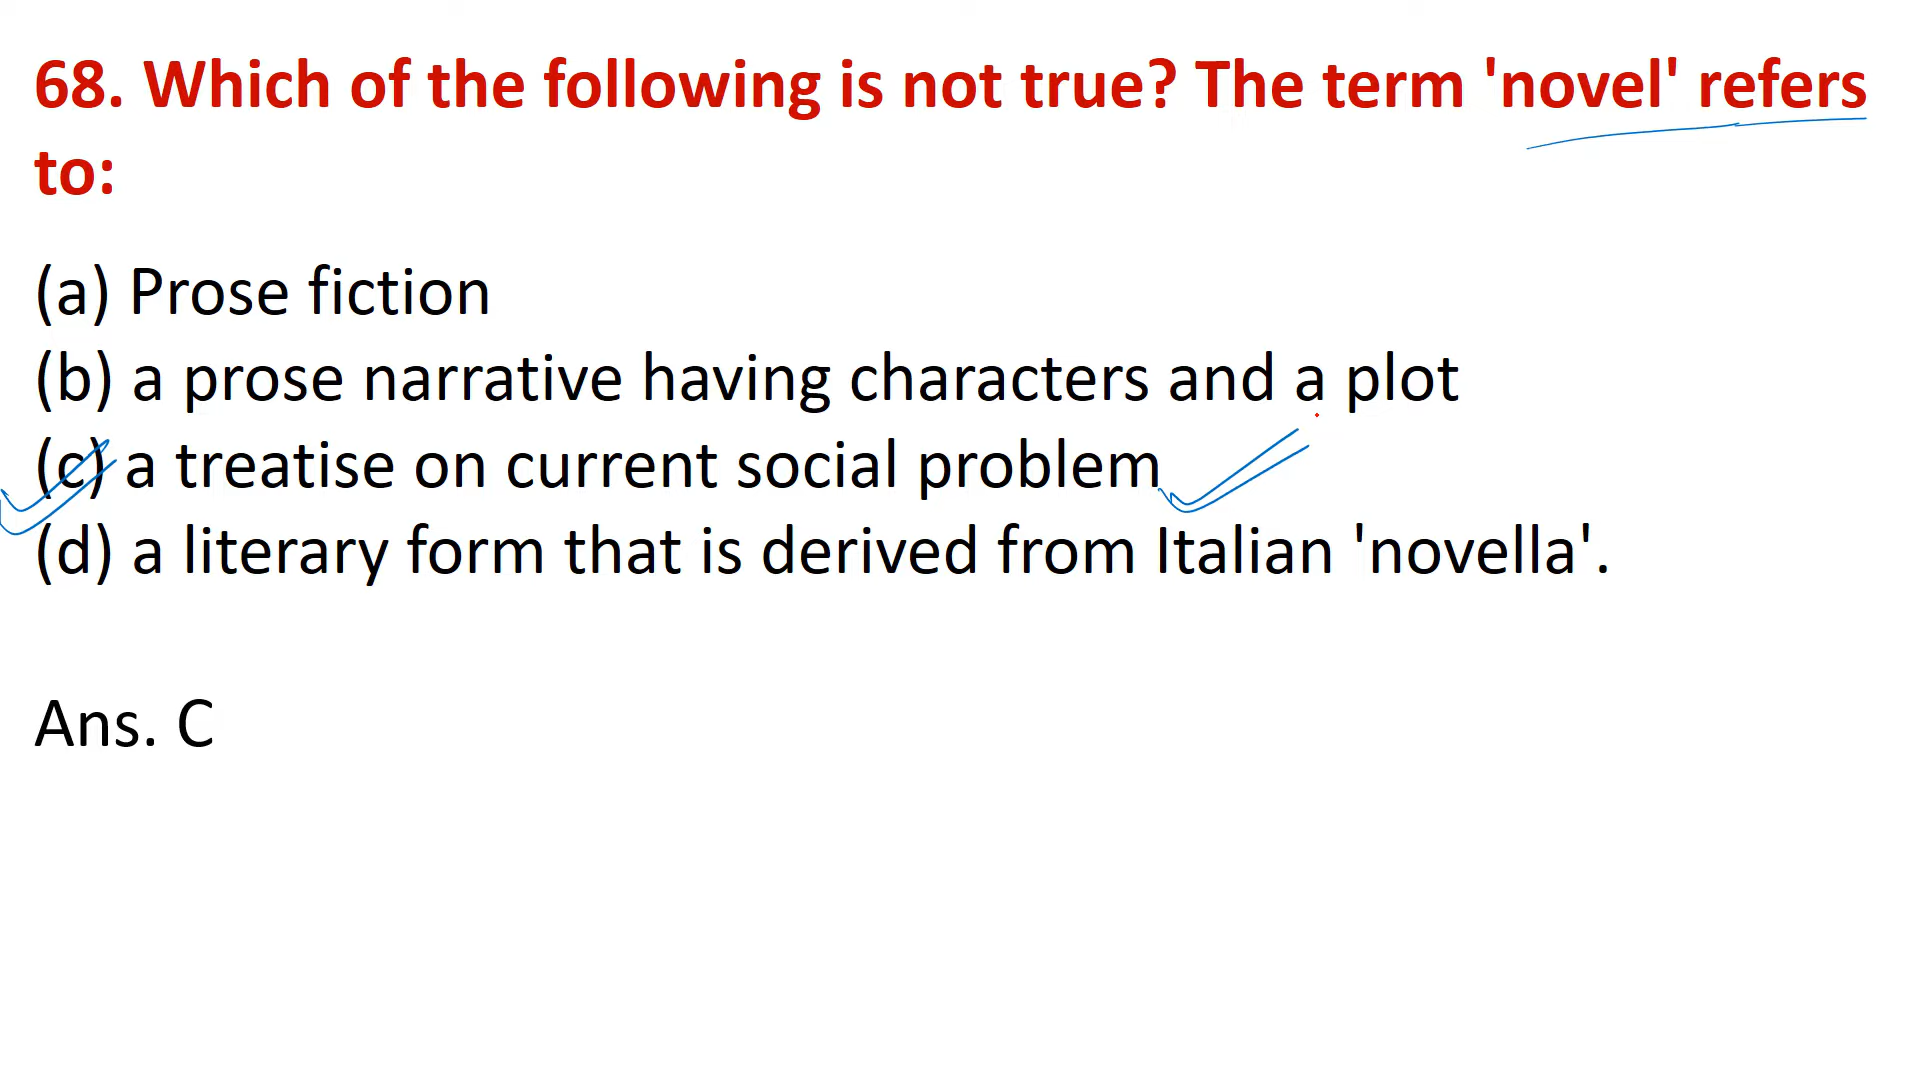 68. Which of the following is not true? The term 'novel' refers
to:
(a) Prose fiction
(b) a prose narrative having characters and a plot
(c) a treatise on current social problem
(d) a literary form that is derived from Italian 'novella'.
Ans. C